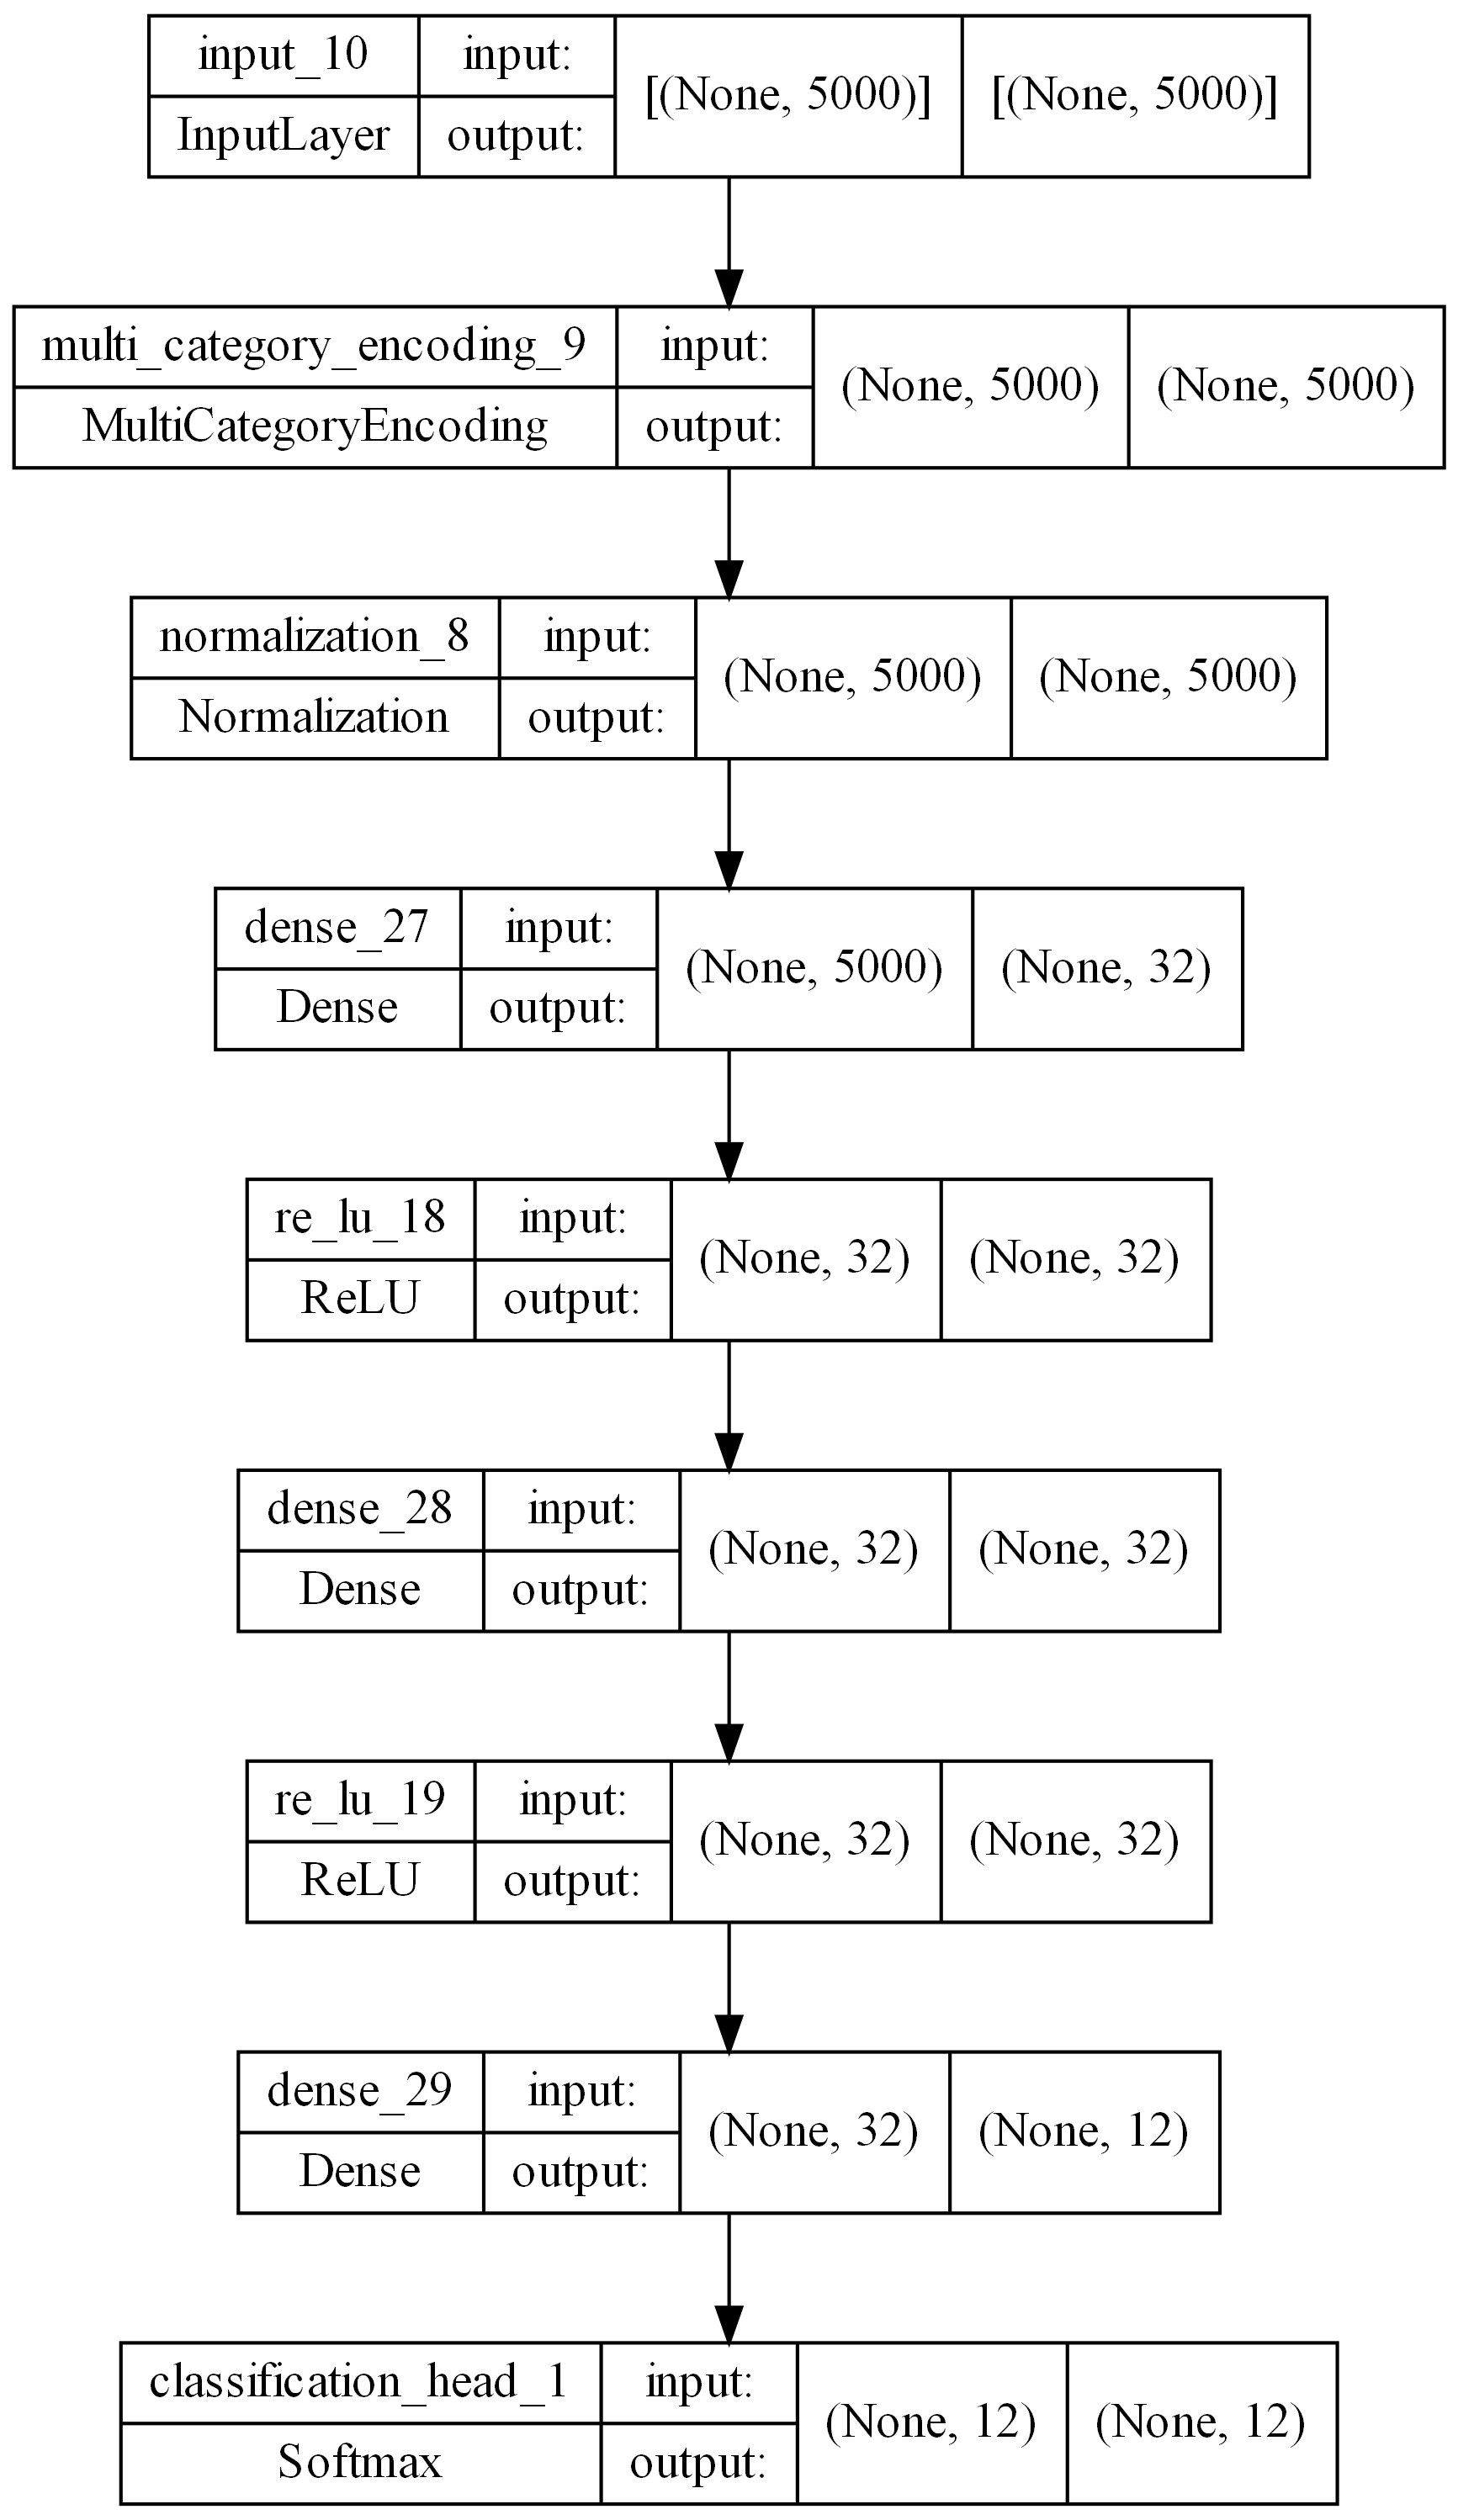 input_10 input: [(None, 5000)] [(None, 5000)]
InputLayer output:
multi_category_encoding_9 input: (None, 5000) (None, 5000)
MultiCategoryEncoding output:
normalization_8 input: (None, 5000) (None, 5000)
Normalization output:
dense_27 input: (None, 5000) (None, 32)
Dense output:
re_lu_18 input: (None, 32) (None, 32)
ReLU output:
dense_28 input: (None, 32) (None, 32)
Dense output:
re_lu_19 input: (None, 32) (None, 32)
ReLU output:
dense_29 input: (None, 32) (None, 12)
Dense output:
classification_head_1 input: (None, 12) (None, 12)
Softmax output: